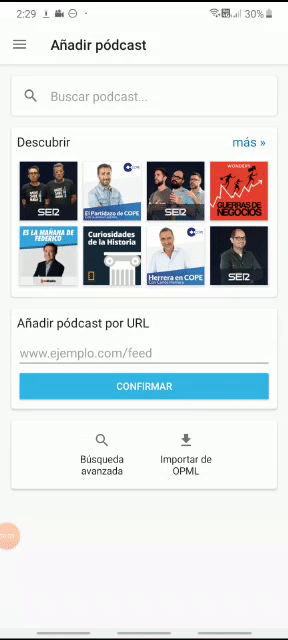 2:29
30%
Añadir pódcast
Buscar podcast...
Descubrir
más »
SER
El Partidazo de COPE
COPE
SER
WONDERY
GUERRAS DE
NEGOCIOS
ES LA MAÑANA DE
FEDERICO
Curiosidades
de la Historia
Herrera en COPE
SER
Añadir pódcast por URL
www.ejemplo.com/feed
CONFIRMAR
Búsqueda
avanzada
Importar de
OPML